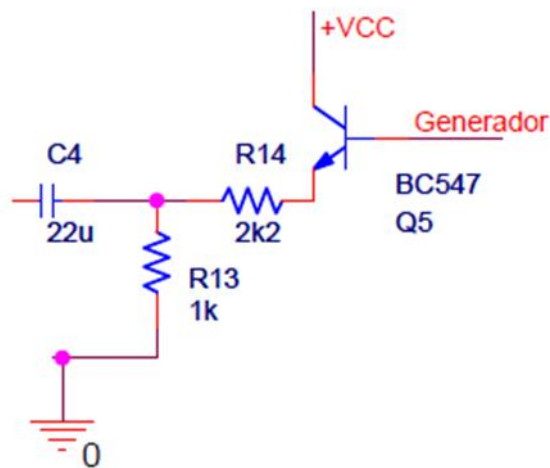 +VCC
Generador
C4
R14
BC547
22u
2k2
Q5
R13
1k
0